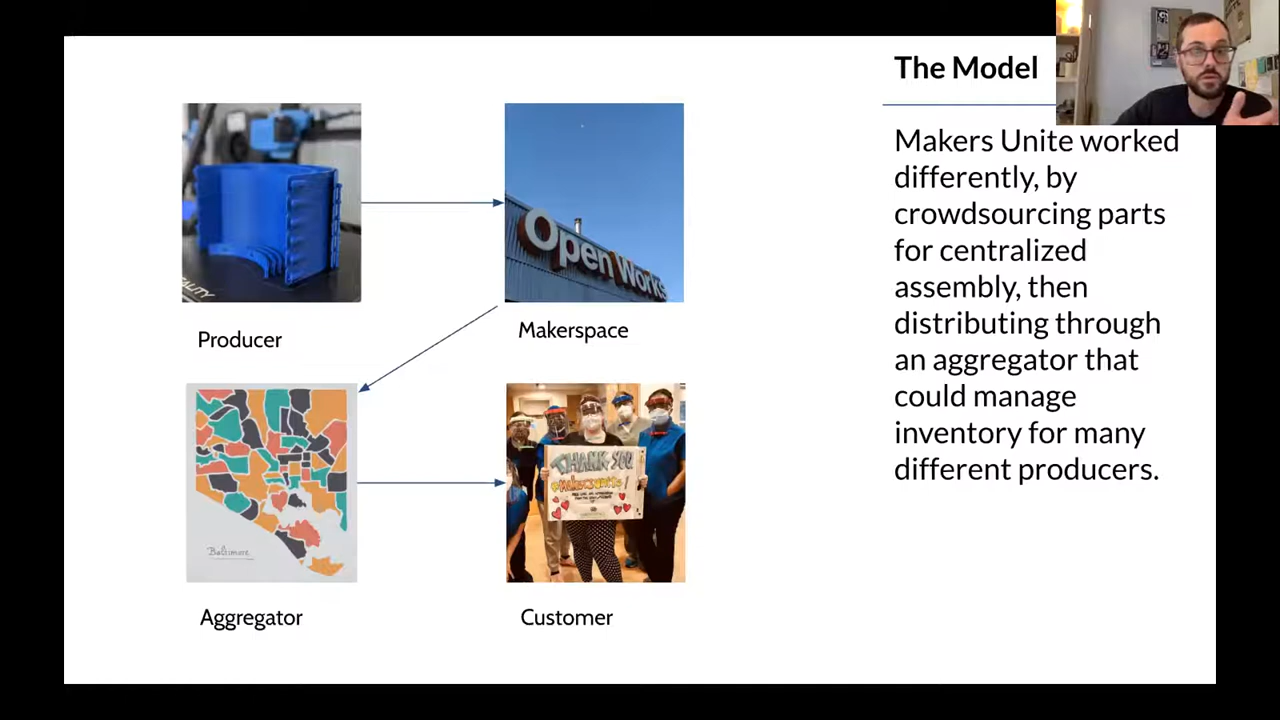 The Model
Makers Unite worked
differently, by
crowdsourcing parts
for centralized
assembly, then
distributing through
an aggregator that
could manage
inventory for many
different producers.
Open Works
Producer
Makerspace
Baltimore
THANK YOU
Aggregator
Customer